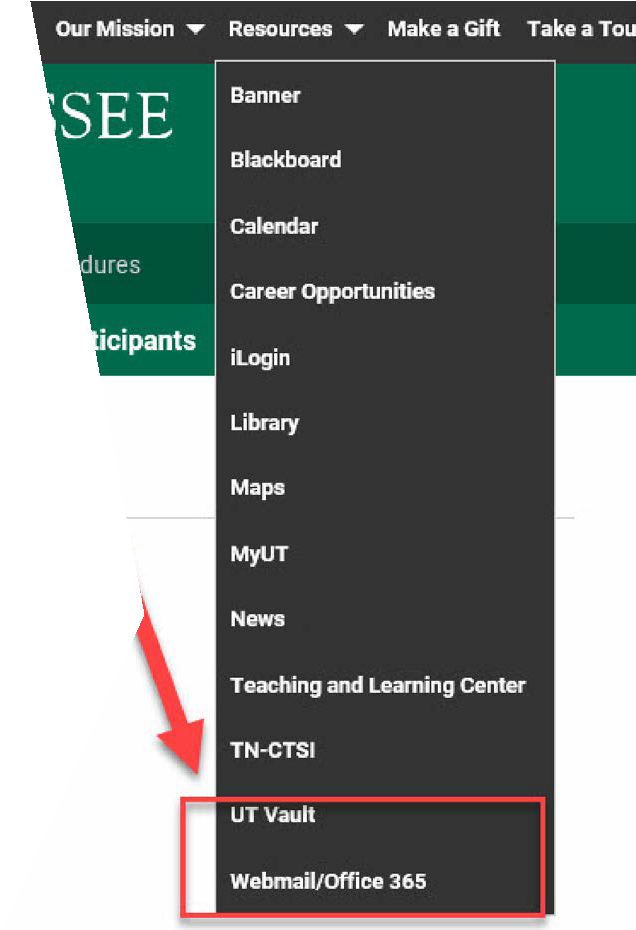 Our Mission Resources Make a Gift Take a Tou
SSEE
dures
ticipants
Banner
Blackboard
Calendar
Career Opportunities
iLogin
Library
Maps
MyUT
News
Teaching and Learning Center
TN-CTSI
UT Vault
Webmail/Office 365